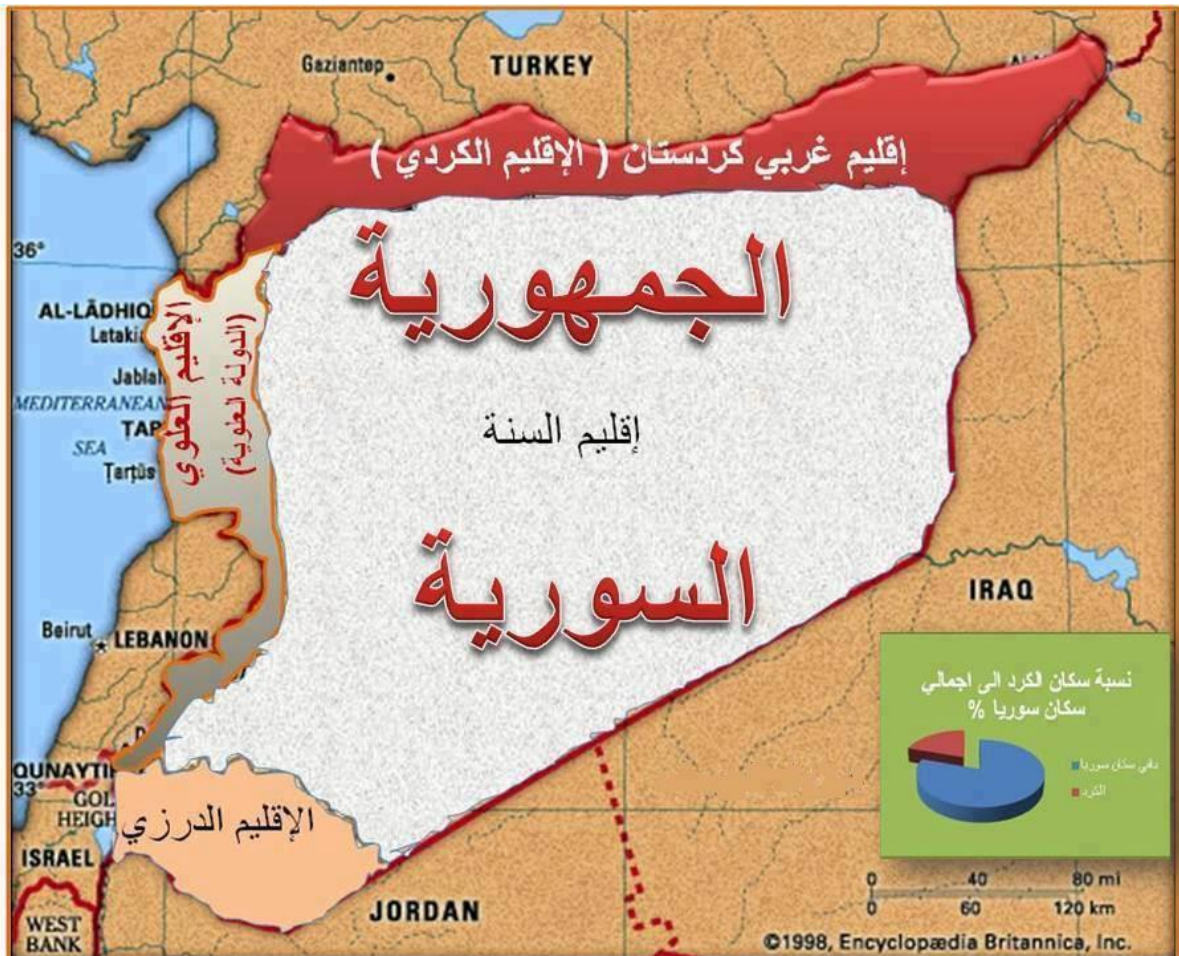 Gaziantep
TURKEY
إقليم غربي كردستان ( الإقليم الكردي )
36°
الجمهورية
AL-LĀDHIQ
Latakia
Jablah
MEDITERRANEAN
SEA
TAR
Ṭarṭūs
الإقليم العلوي
(الدولة العلوية)
إقليم السنة
السورية
IRAQ
Beirut
LEBANON
نسبة سكان الكرد الى اجمالي
سكان سوريا %
الكرد
QUNAYTI
33°
GOL
HEIGH
الإقليم الدرزي
ISRAEL
JORDAN
WEST
BANK
0 40 80 mi
0 60 120 km
©1998, Encyclopædia Britannica, Inc.